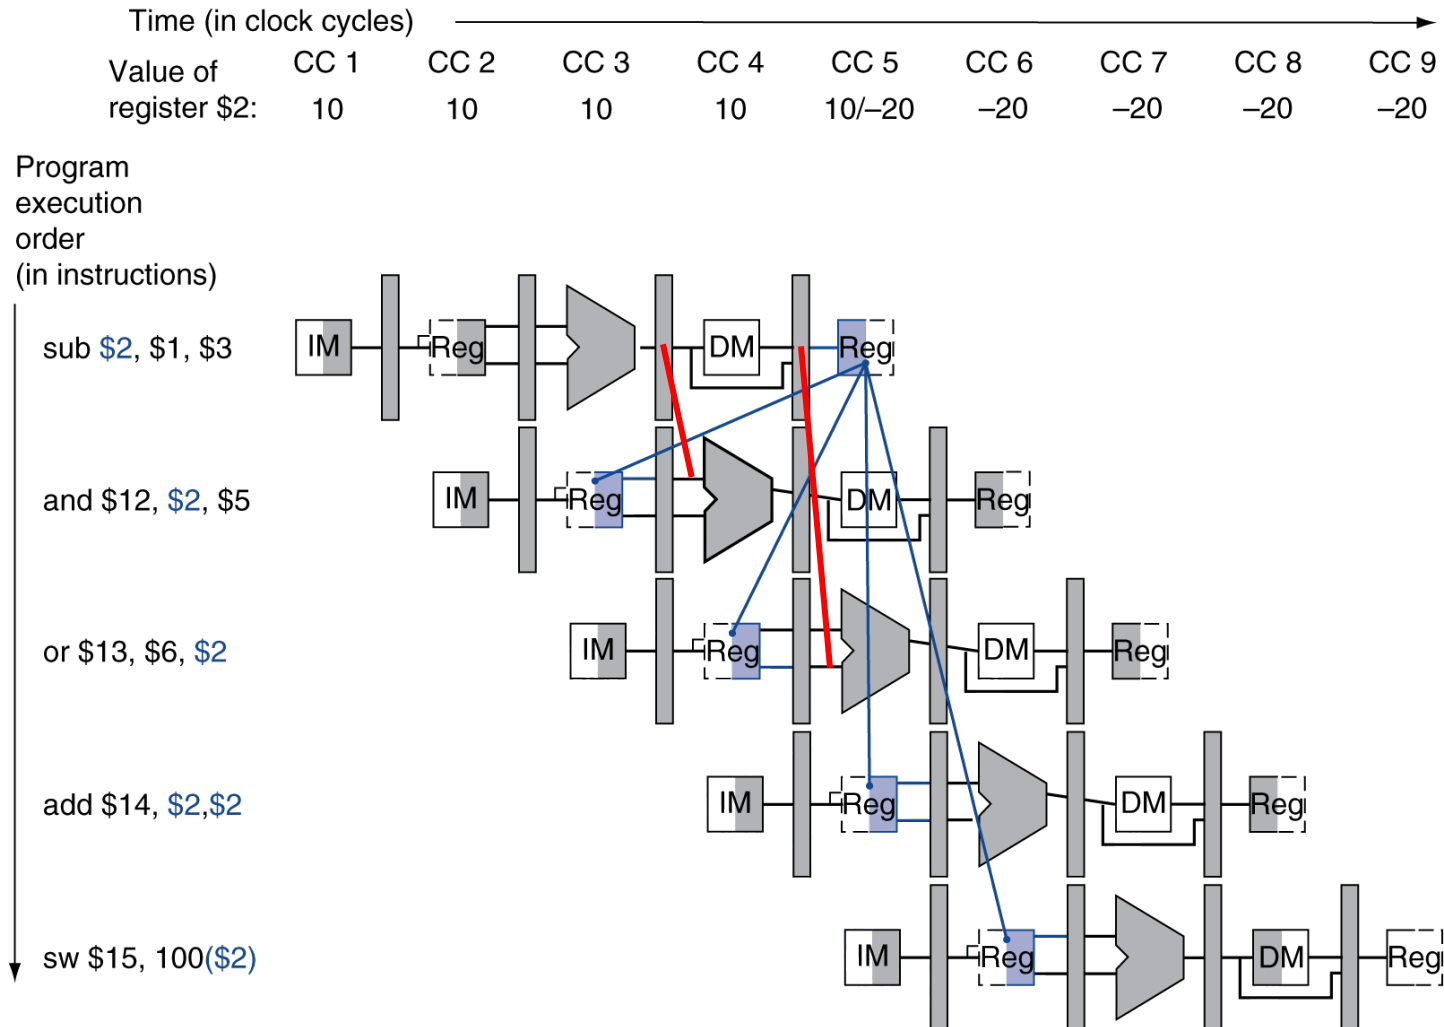 Time (in clock cycles)
Value of register $2:
CC 1 CC 2 CC 3 CC 4 CC 5 CC 6 CC 7 CC 8 CC 9
10 10 10 10 10/–20 –20 –20 –20 –20
Program
execution
order
(in instructions)
sub $2, $1, $3
IM Reg DM Reg
and $12, $2, $5
IM Reg DM Reg
or $13, $6, $2
IM Reg DM Reg
add $14, $2,$2
IM Reg DM Reg
sw $15, 100($2)
IM Reg DM Reg